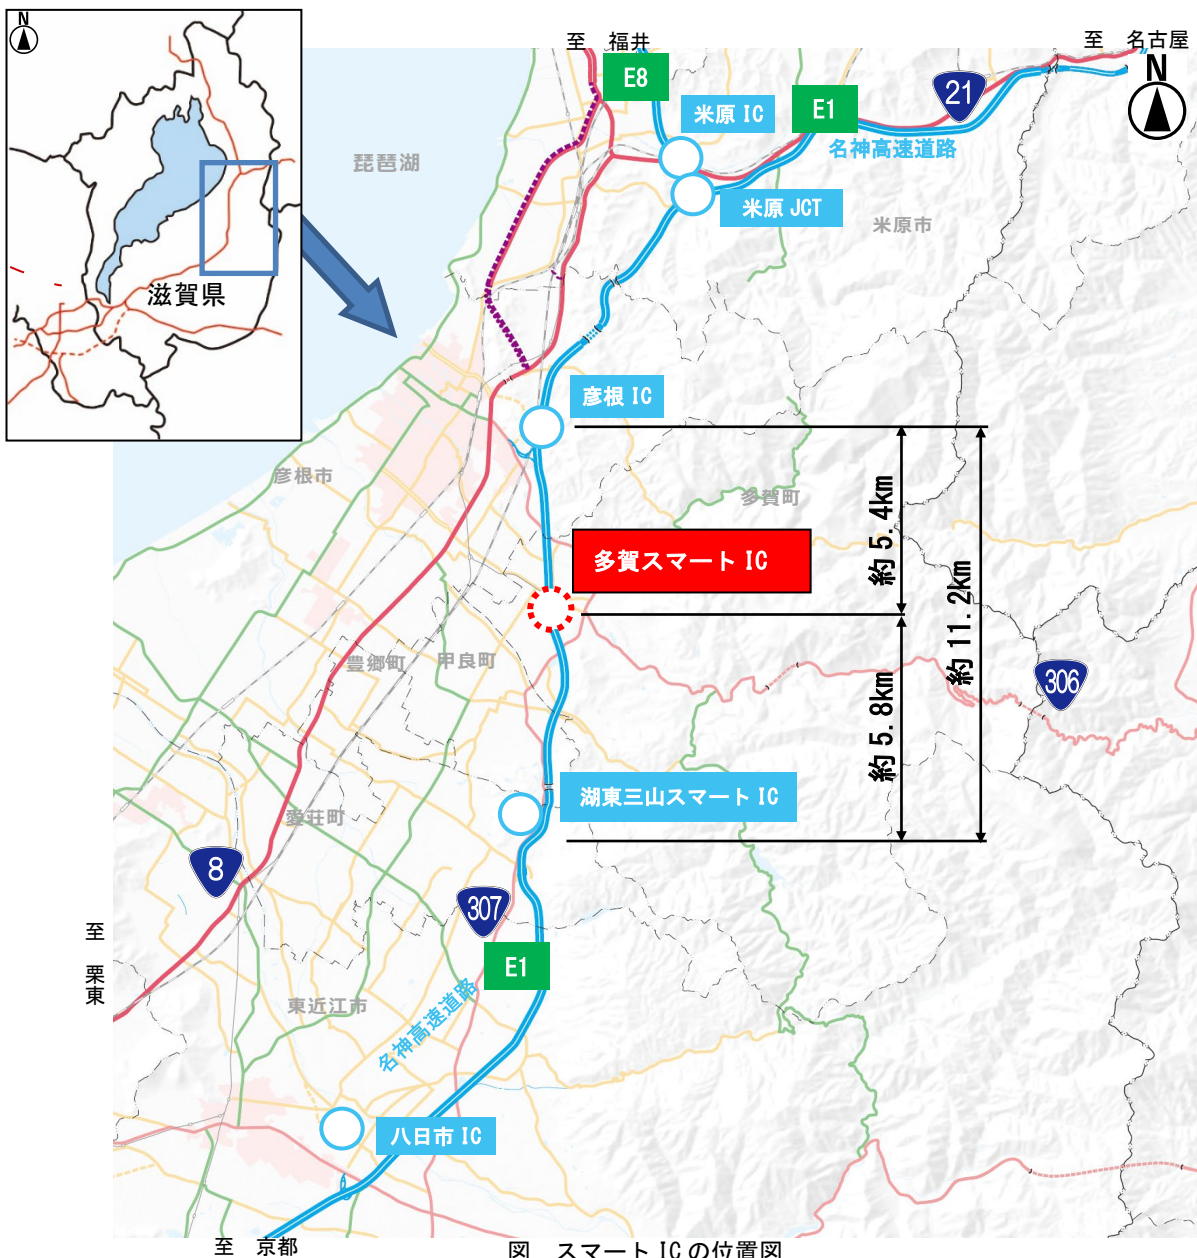 N
滋賀県
至 福井
至 名古屋
N
E8
21
米原 IC
E1
名神高速道路
琵琶湖
米原 JCT
米原市
彦根 IC
彦根市
多賀町
約 5.4km
多賀スマート IC
約 11.2km
豊郷町
甲良町
306
約 5.8km
湖東三山スマート IC
愛荘町
8
307
至 栗東
E1
東近江市
名神高速道路
八日市 IC
至 京都
図 スマート IC の位置図